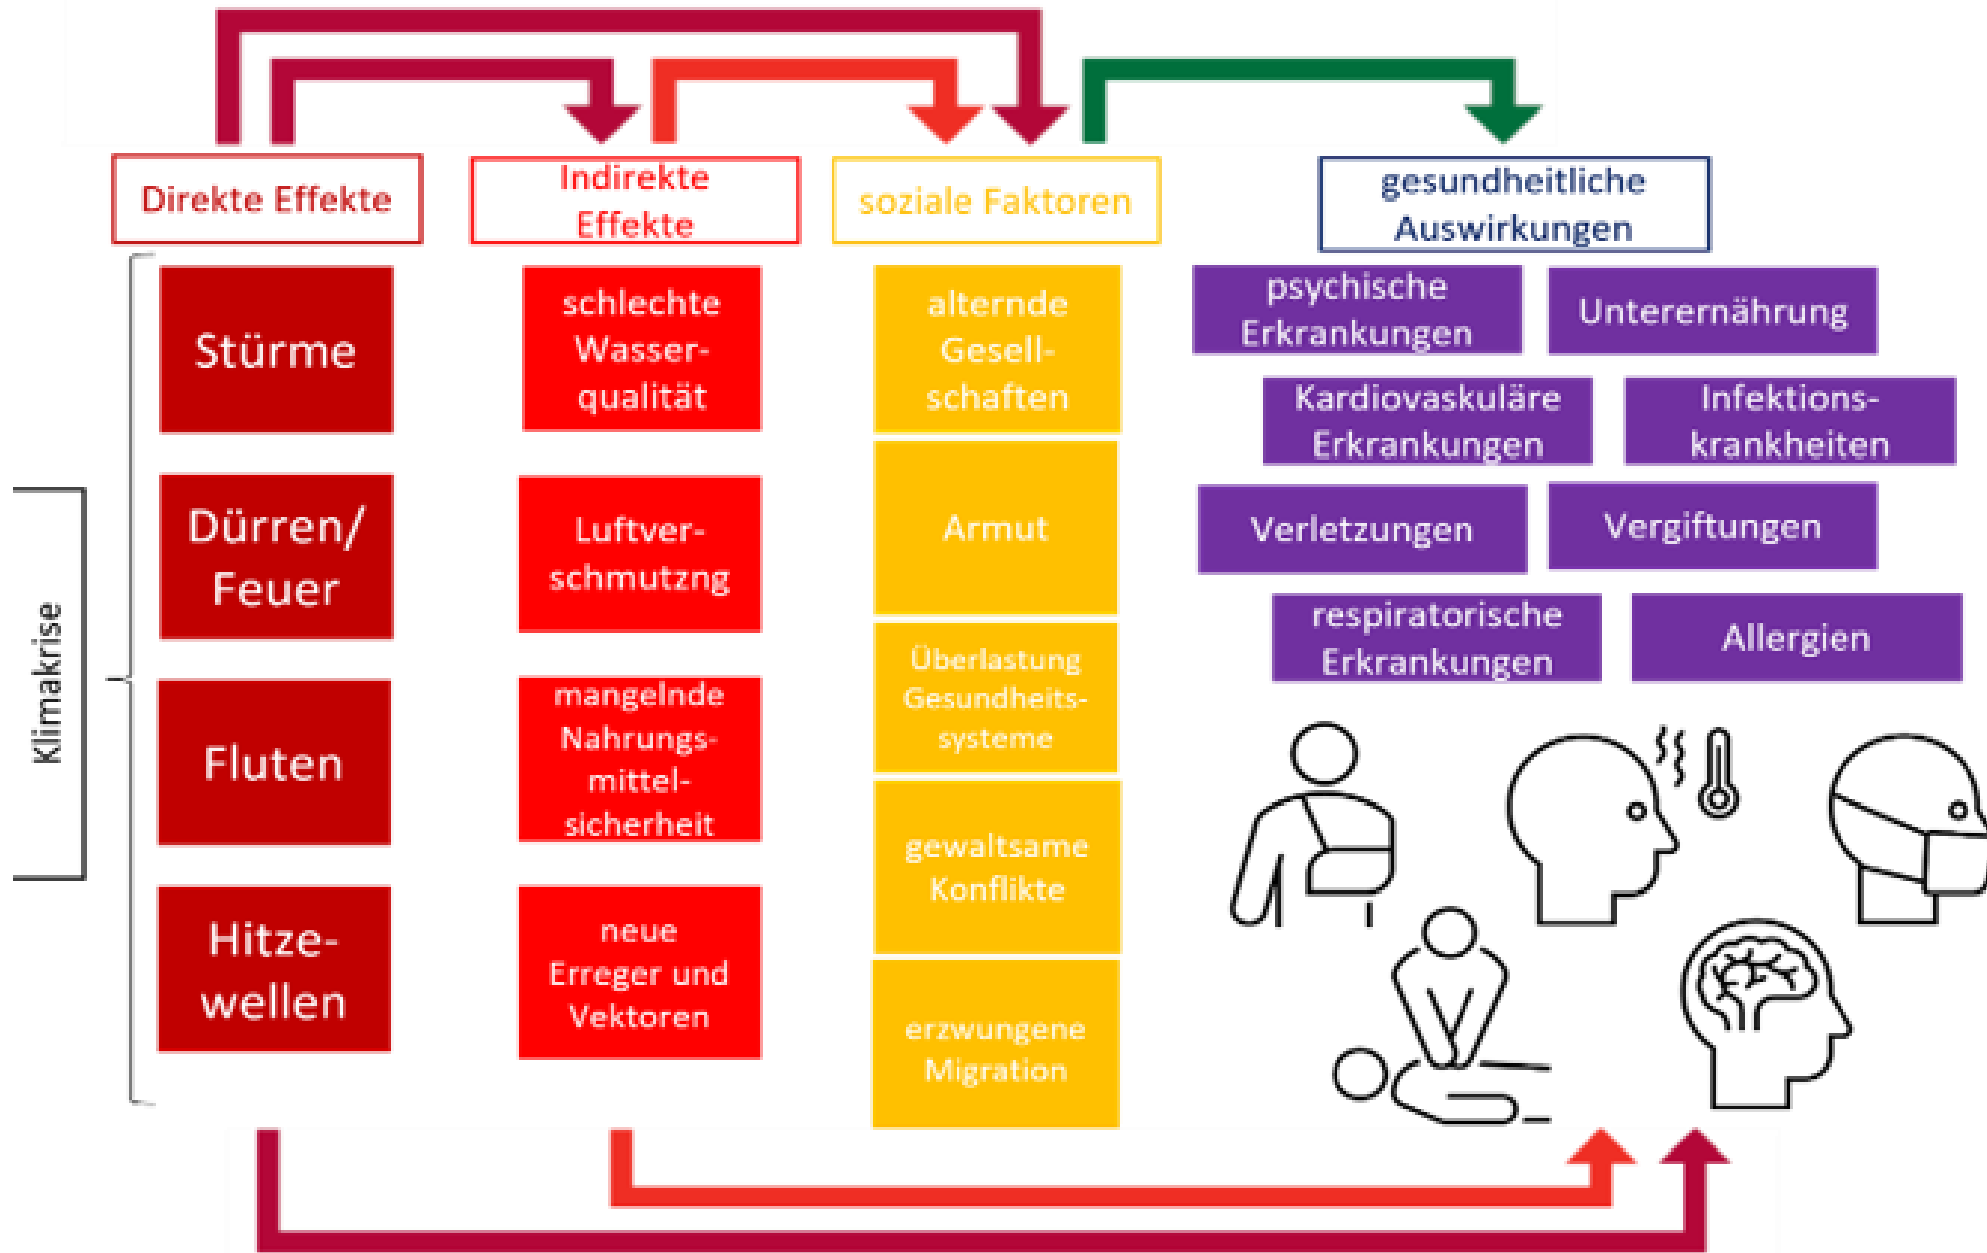 Direkte Effekte
Indirekte
Effekte
soziale Faktoren
gesundheitliche
Auswirkungen
Klimakrise
Stürme
Dürren/
Feuer
Fluten
Hitze-
wellen
schlechte
Wasser-
qualität
Luftver-
schmutzng
mangelnde
Nahrungs-
mittel-
sicherheit
neue
Erreger und
Vektoren
alternde
Gesell-
schaften
Armut
Überlastung
Gesundheits-
systeme
gewaltsame
Konflikte
erzwungene
Migration
psychische
Erkrankungen
Unterernährung
Kardiovaskuläre
Erkrankungen
Infektions-
krankheiten
Verletzungen
Vergiftungen
respiratorische
Erkrankungen
Allergien